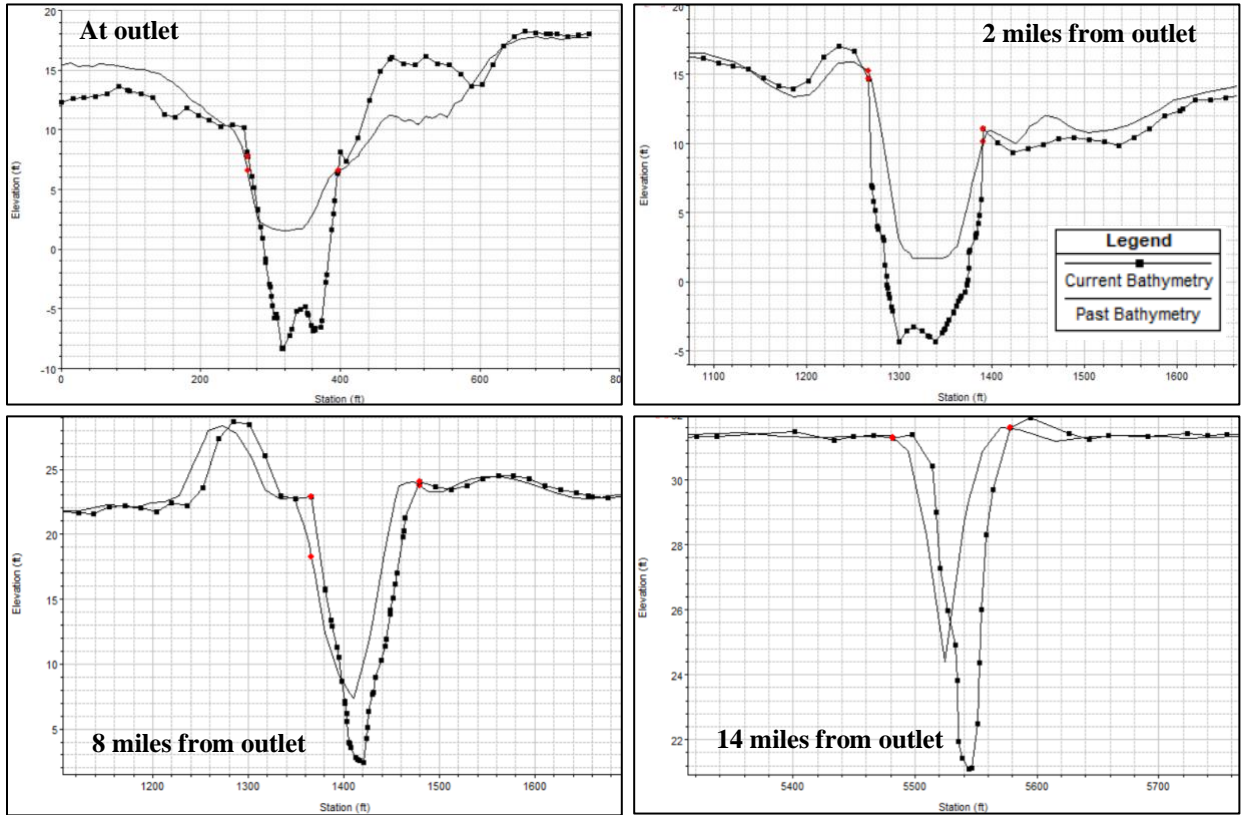 At outlet
20
15
10
5
0
-5
-10
0
200
400
600
80
Elevation (ft)
Station (ft)
2 miles from outlet
20
15
10
5
0
-5
1100
1200
1300
1400
1500
1600
Elevation (ft)
Station (ft)
Legend
Current Bathymetry
Past Bathymetry
8 miles from outlet
25
20
15
10
5
1200
1300
1400
1500
1600
Elevation (ft)
Station (ft)
14 miles from outlet
32
30
28
26
24
22
5400
5500
5600
5700
Elevation (ft)
Station (ft)